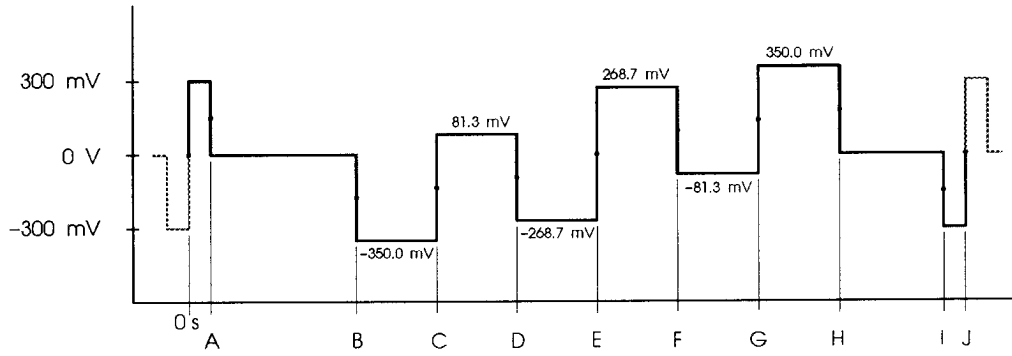 350.0 mV
300 mV
268.7 mV
81.3 mV
0 V
-81.3 mV
-300 mV
-350.0 mV
-268.7 mV
0 s
A B C D E F G H I J